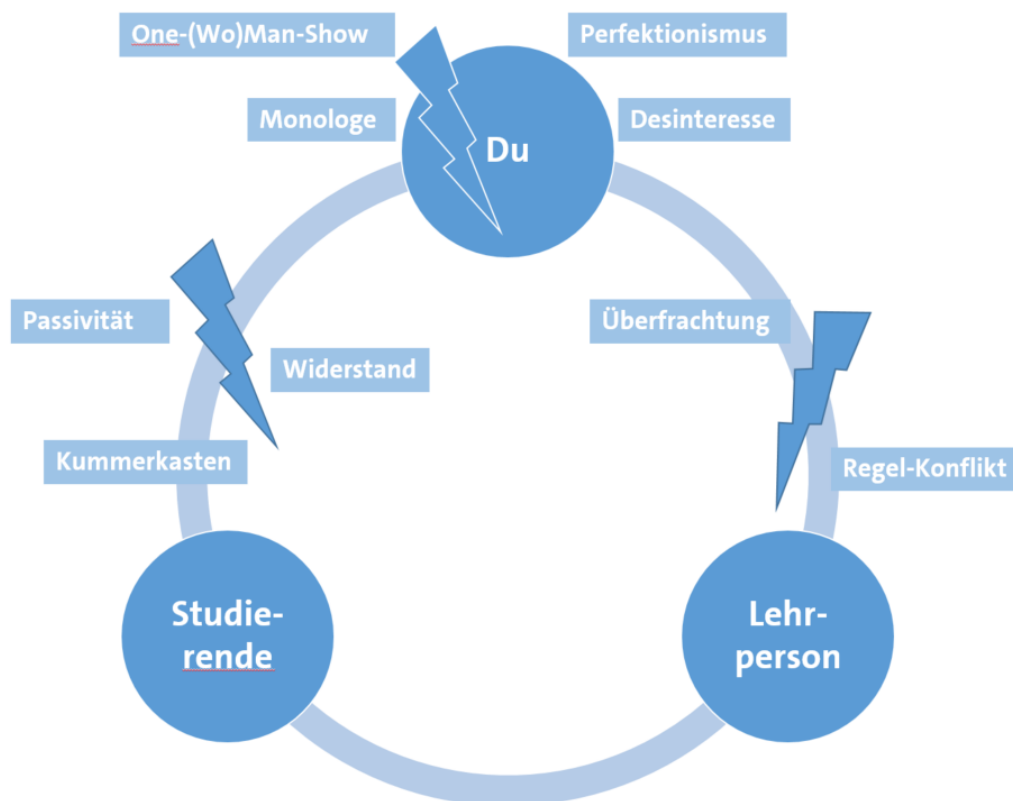 One-(Wo)Man-Show
Perfektionismus
Monologe
Desinteresse
Du
Passivität
Überfrachtung
Widerstand
Kummerkasten
Regel-Konflikt
Studie-
rende
Lehr-
person